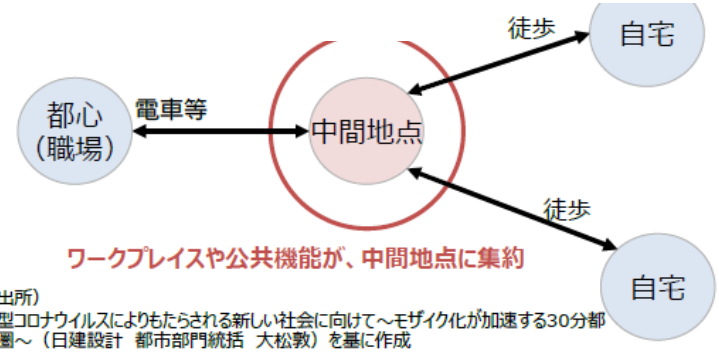 徒歩
自宅
都心
（職場）
電車等
中間地点
徒歩
自宅
ワークプレイスや公共機能が、中間地点に集約
出所）
型コロナウイルスによりもたらされる新しい社会に向けて～モザイク化が加速する30分都
圏～（日建設計　都市部門統括　大松敦）を基に作成